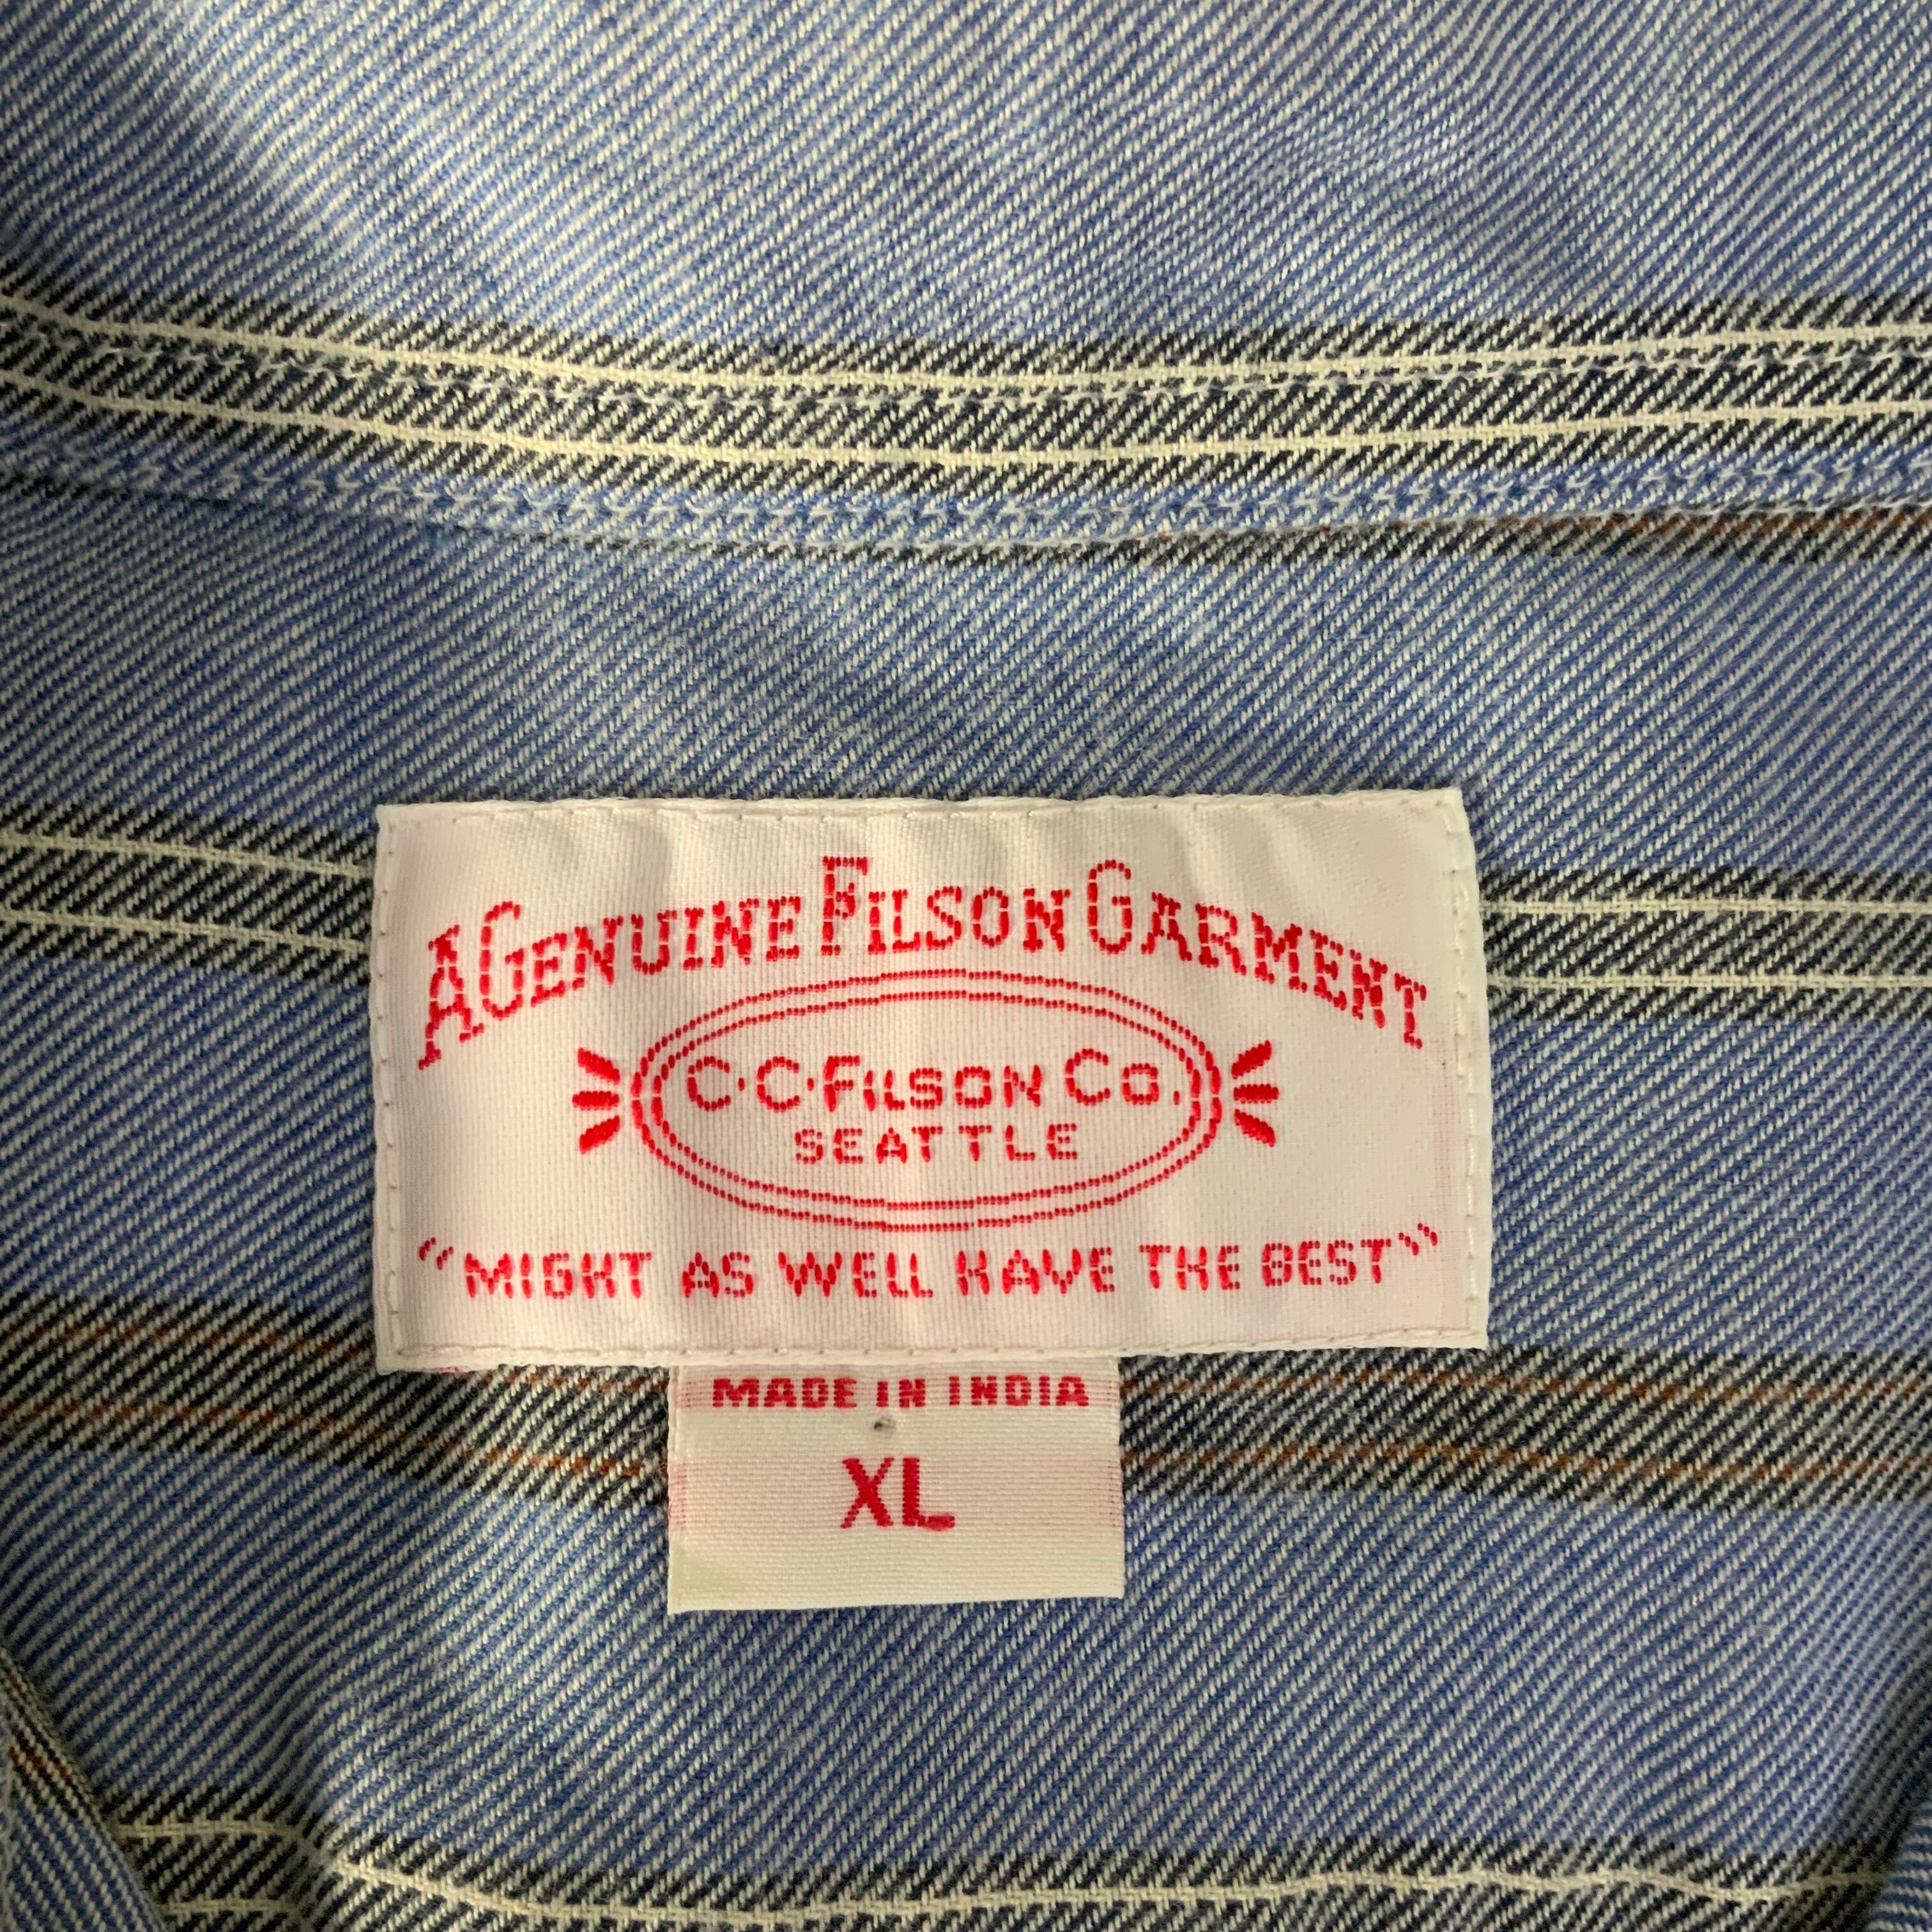 A GENUINE FILSON GARMENT
C·C·FILSON CO.
SEATTLE
"MIGHT AS WELL HAVE THE BEST"
MADE IN INDIA
XL